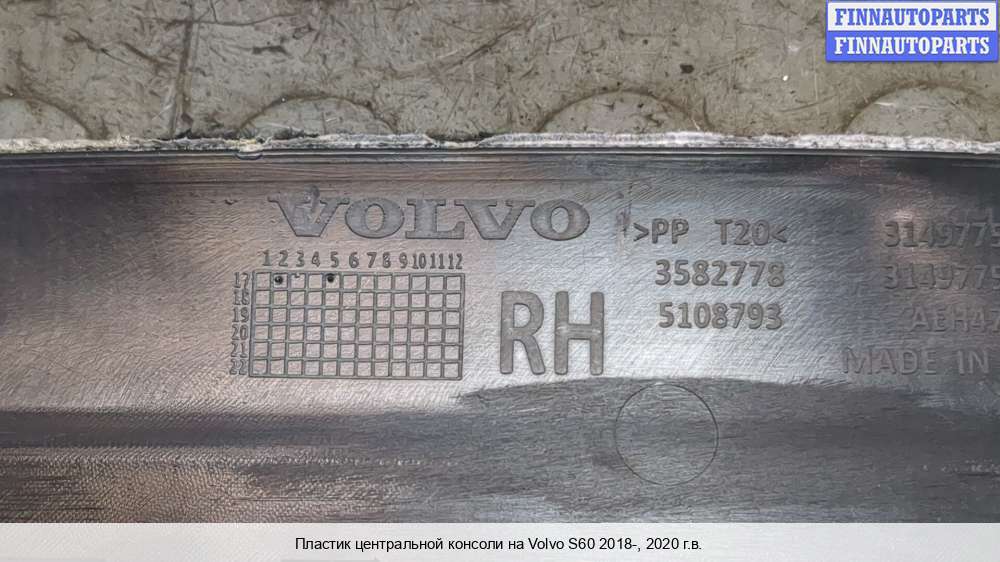 FINNAUTOPARTS
FINNAUTOPARTS
VOLVO
1 2 3 4 5 6 7 8 9 10 11 12
17
18
19
20
21
22
RH
>PP T20<
3582778
5108793
MADE IN
Пластик центральной консоли на Volvo S60 2018-, 2020 г.в.